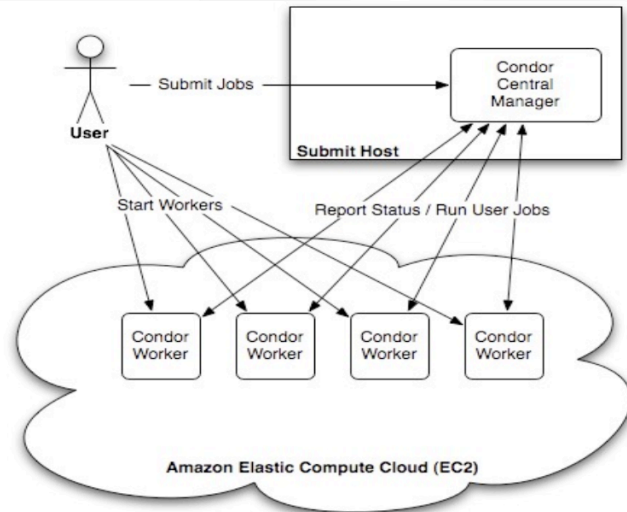 Condor
Central
Manager
Submit Jobs
User
Submit Host
Start Workers
Report Status / Run User Jobs
Condor
Worker
Condor
Worker
Condor
Worker
Condor
Worker
Amazon Elastic Compute Cloud (EC2)